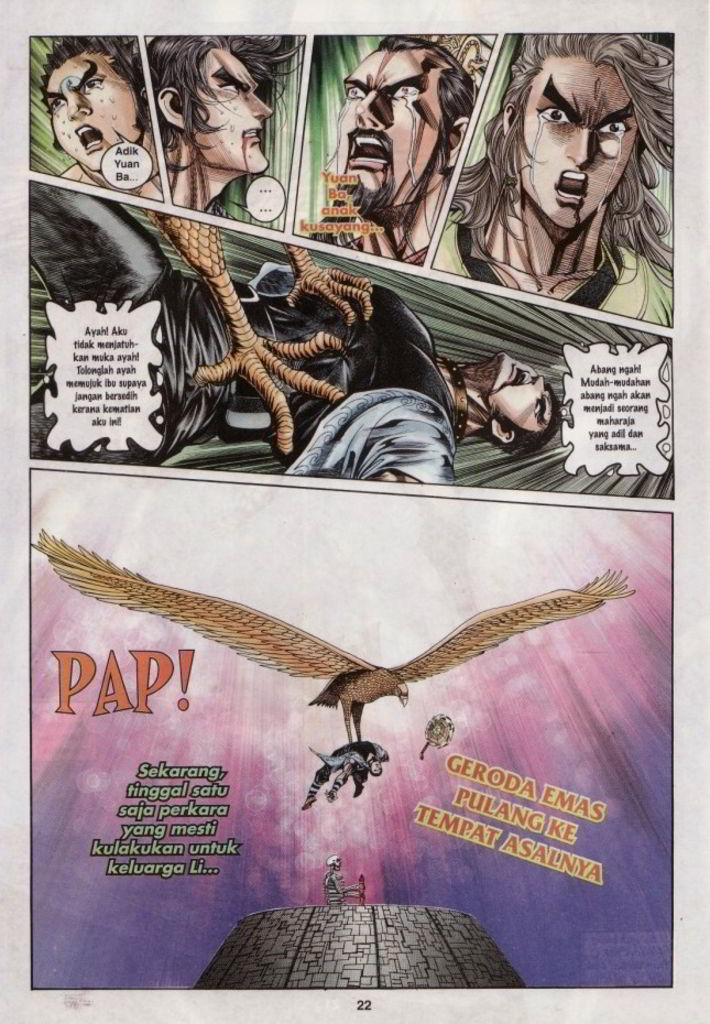 Adik
Yuan
Ba...
...
...
Yuan
Ba
anak
kusayang...
Ayah! Aku
tidak menjatuh-
kan muka ayah!
Tolonglah ayah
memujuk ibu supaya
jangan bersedih
kerana kematian
aku ini!!
Abang ngah!
Mudah-mudahan
abang ngah akan
menjadi seorang
maharaja
yang adil dan
saksama...
PAP!
Sekarang,
tinggal satu
saja perkara
yang mesti
kulakukan untuk
keluarga Li...
GERODA EMAS
PULANG KE
TEMPAT ASALNYA
22